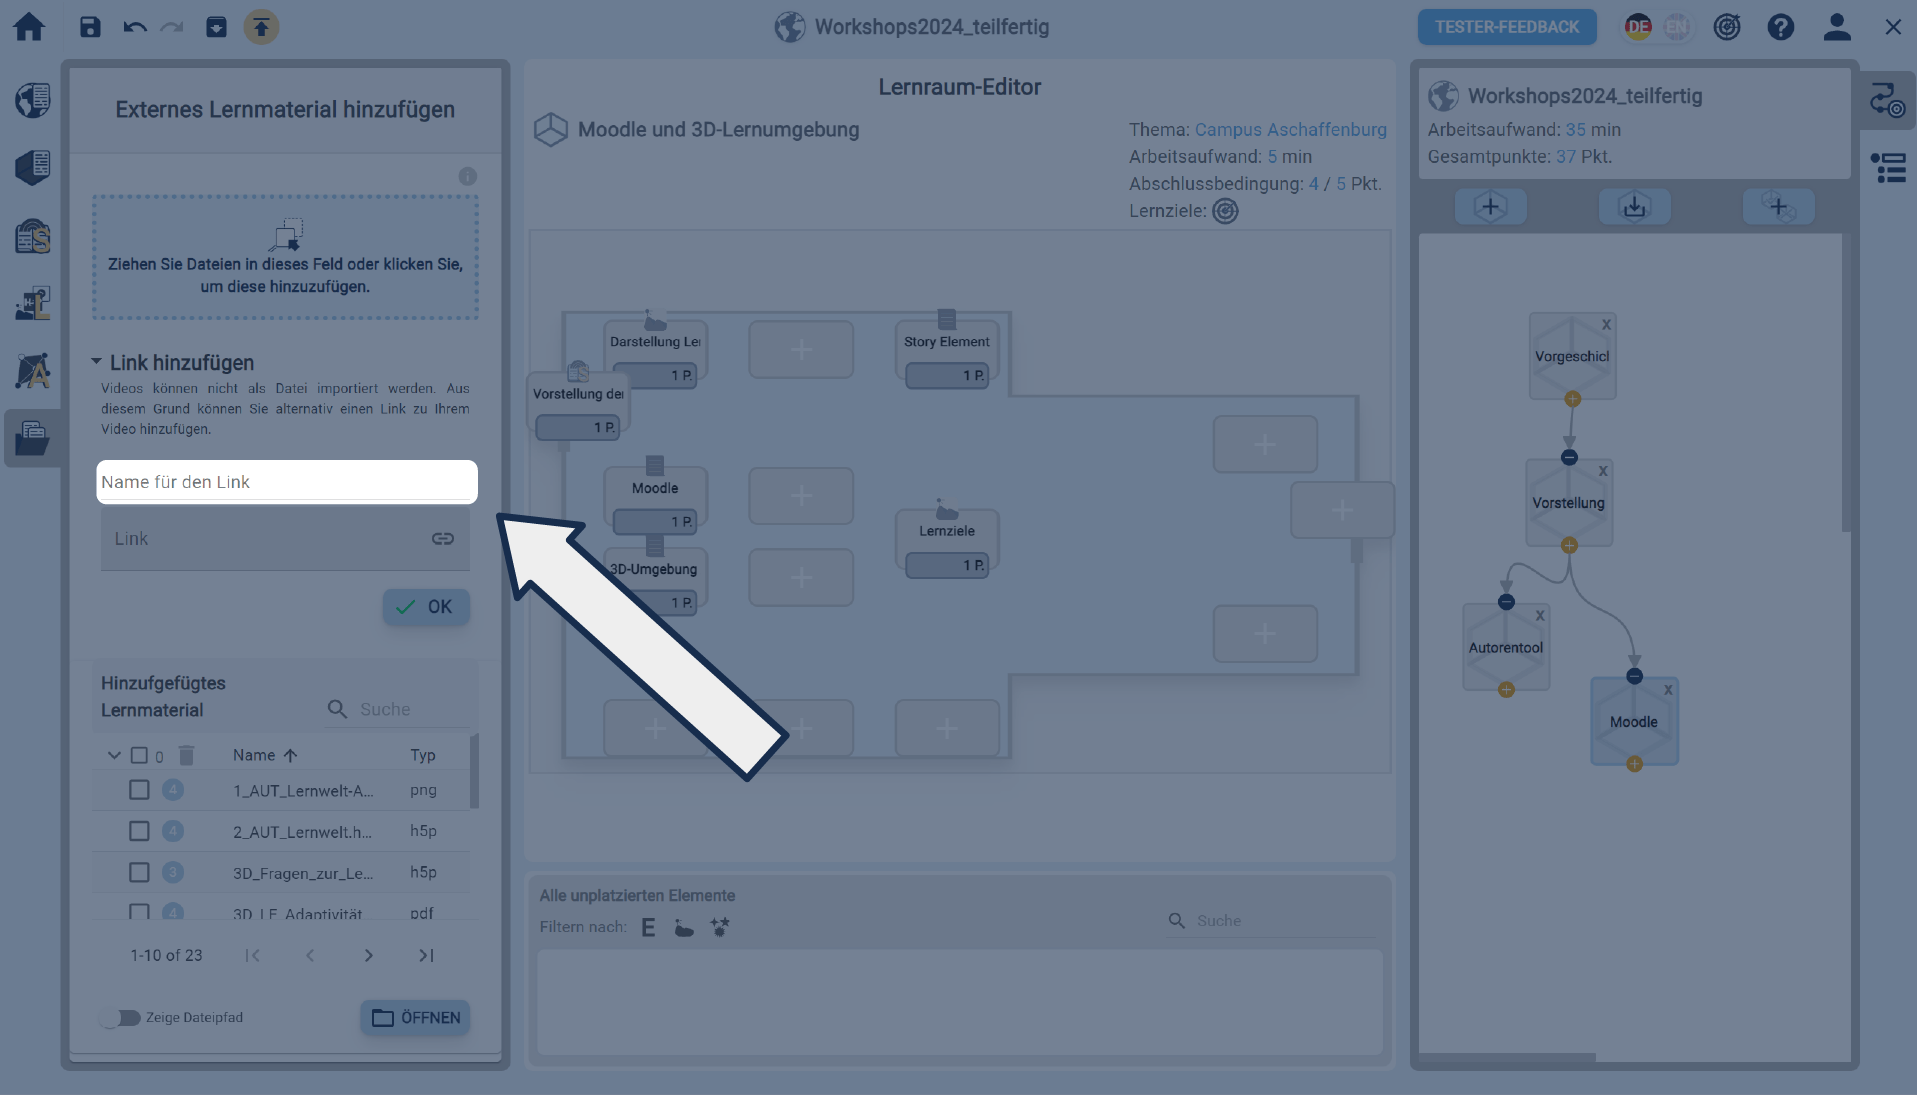 Workshops2024_teilfertig
TESTER-FEEDBACK
DE
EN
Externes Lernmaterial hinzufügen
Ziehen Sie Dateien in dieses Feld oder klicken Sie,
um diese hinzuzufügen.
Link hinzufügen
Videos können nicht als Datei importiert werden. Aus
diesem Grund können Sie alternativ einen Link zu Ihrem
Video hinzufügen.
Name für den Link
Link
OK
Hinzufgefügtes
Lernmaterial
Suche
0
Name
Typ
4 1_AUT_Lernwelt-A... png
4 2_AUT_Lernwelt.h... h5p
3 3D_Fragen_zur_Le... h5p
4 3D_LE_Adaptivität pdf
1-10 of 23
Zeige Dateipfad
ÖFFNEN
Lernraum-Editor
Moodle und 3D-Lernumgebung
Thema: Campus Aschaffenburg
Arbeitsaufwand: 5 min
Abschlussbedingung: 4 / 5 Pkt.
Lernziele:
Darstellung Ler
1 P.
Story Element
1 P.
Vorstellung der
1 P.
Moodle
1 P.
Lernziele
1 P.
3D-Umgebung
1 P.
Alle unplatzierten Elemente
Filtern nach: E
Suche
Workshops2024_teilfertig
Arbeitsaufwand: 35 min
Gesamtpunkte: 37 Pkt.
x
Vorgeschicl
x
Vorstellung
x
Autorentool
x
Moodle